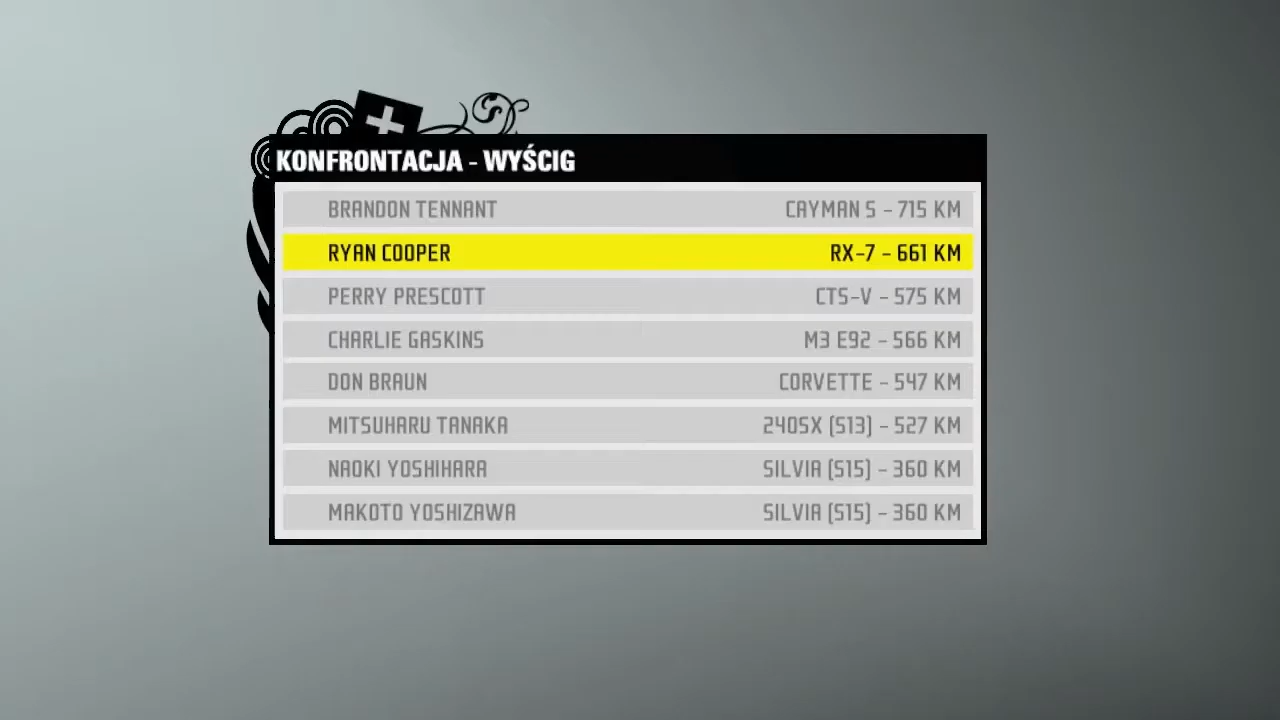 KONFRONTACJA - WYŚCIG
BRANDON TENNANT CAYMAN S - 715 KM
RYAN COOPER RX-7 - 661 KM
PERRY PRESCOTT CTS-V - 575 KM
CHARLIE GASKINS M3 E92 - 566 KM
DON BRAUN CORVETTE - 547 KM
MITSUHARU TANAKA 240SX (S13) - 527 KM
NAOKI YOSHIHARA SILVIA (S15) - 360 KM
MAKOTO YOSHIZAWA SILVIA (S15) - 360 KM